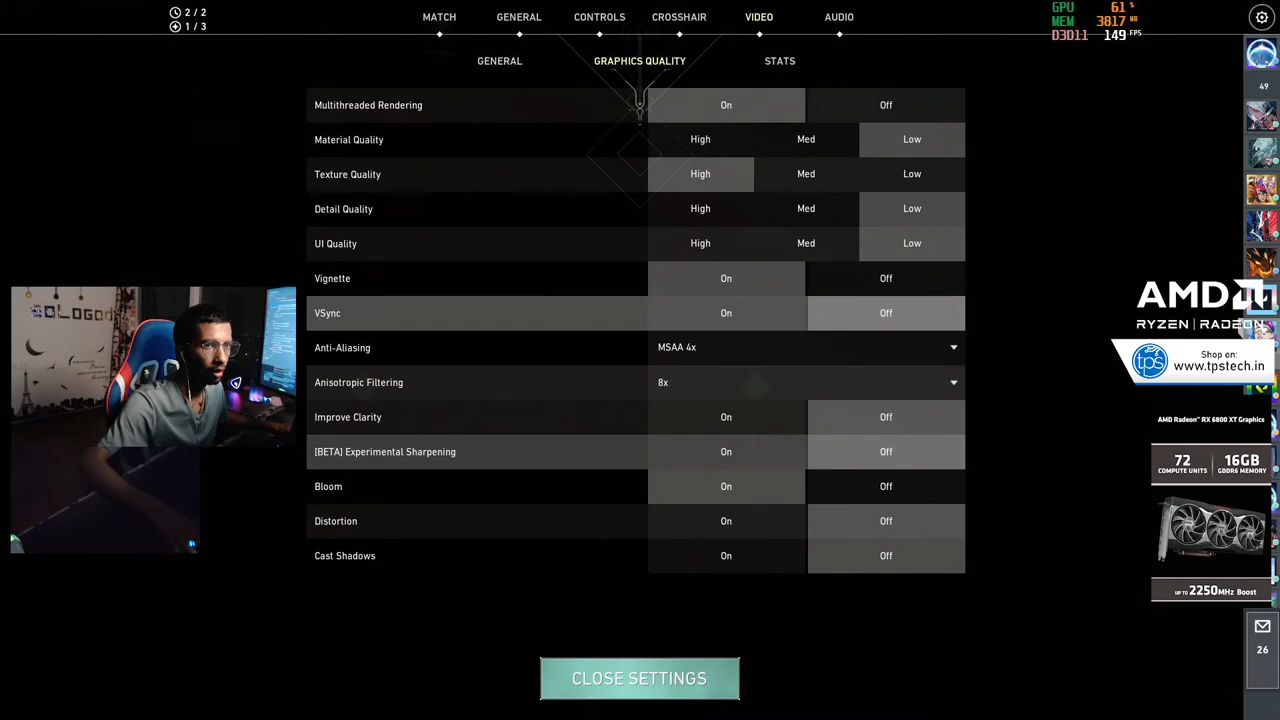 2 / 2
1 / 3
MATCH GENERAL CONTROLS CROSSHAIR VIDEO AUDIO
GPU 61 %
MEM 3817 MB
D3D11 149 FPS
GENERAL GRAPHICS QUALITY STATS
49
Multithreaded Rendering On Off
Material Quality High Med Low
Texture Quality High Med Low
Detail Quality High Med Low
UI Quality High Med Low
Vignette On Off
VSync On Off
Anti-Aliasing MSAA 4x
Anisotropic Filtering 8x
Improve Clarity On Off
[BETA] Experimental Sharpening On Off
Bloom On Off
Distortion On Off
Cast Shadows On Off
CLOSE SETTINGS
AMD
RYZEN | RADEON
tps
Shop on:
www.tpstech.in
AMD Radeon™ RX 6800 XT Graphics
72 16GB
COMPUTE UNITS GDDR6 MEMORY
UP TO 2250MHz Boost
26